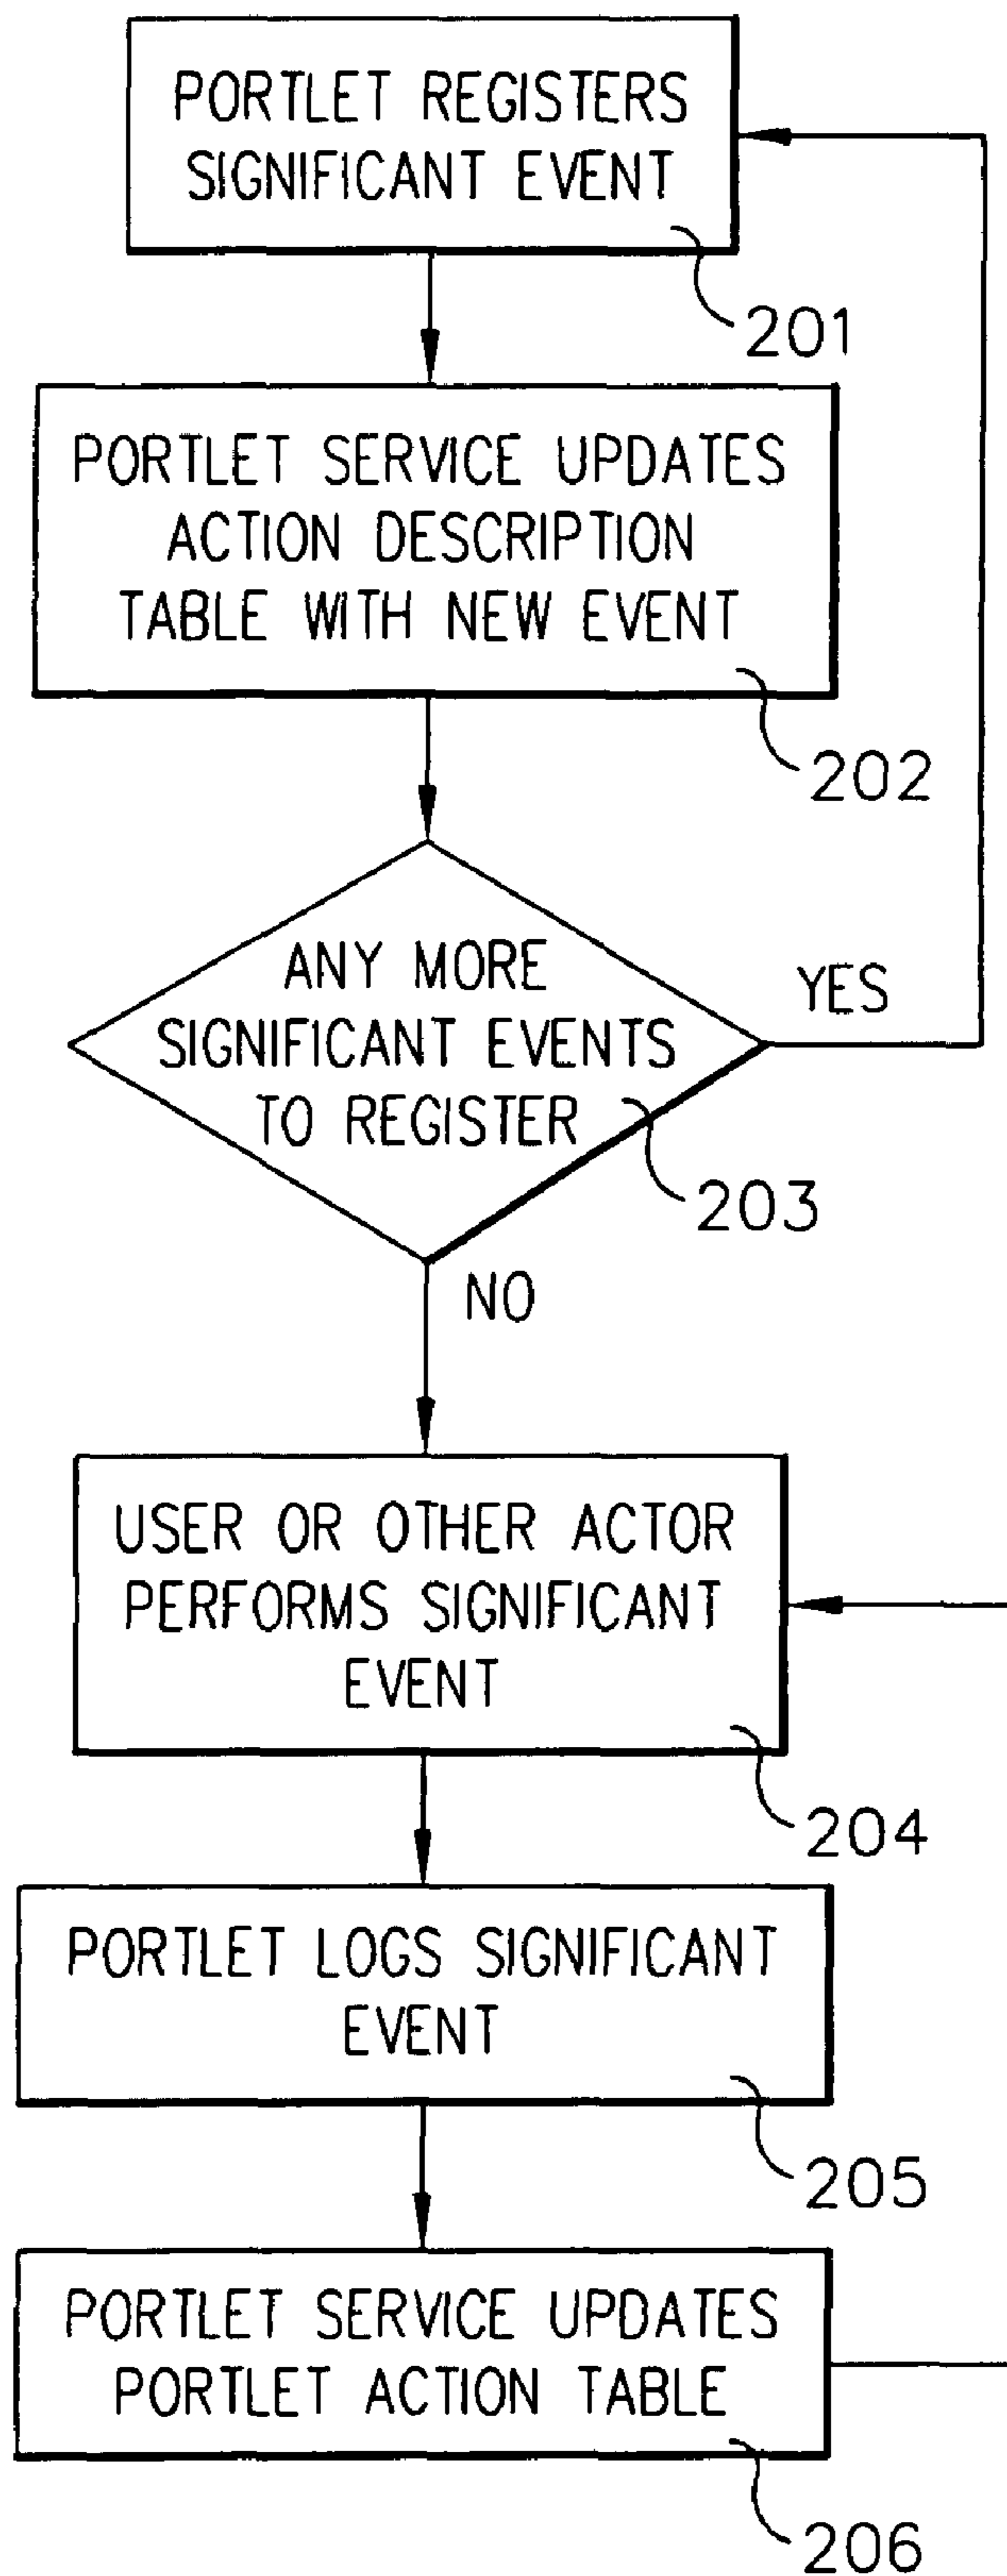 PORTLET REGISTERS
SIGNIFICANT EVENT
201
PORTLET SERVICE UPDATES
ACTION DESCRIPTION
TABLE WITH NEW EVENT
202
ANY MORE
SIGNIFICANT EVENTS
TO REGISTER
YES
203
NO
USER OR OTHER ACTOR
PERFORMS SIGNIFICANT
EVENT
204
PORTLET LOGS SIGNIFICANT
EVENT
205
PORTLET SERVICE UPDATES
PORTLET ACTION TABLE
206